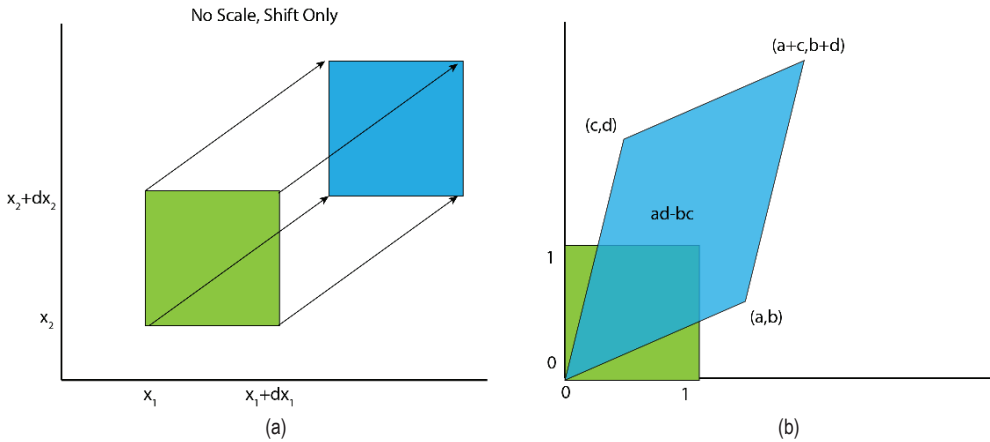 No Scale, Shift Only
x₂+dx₂
x₂
x₁
x₁+dx₁
(a)
(a+c,b+d)
(c,d)
ad-bc
1
(a,b)
0
0
1
(b)